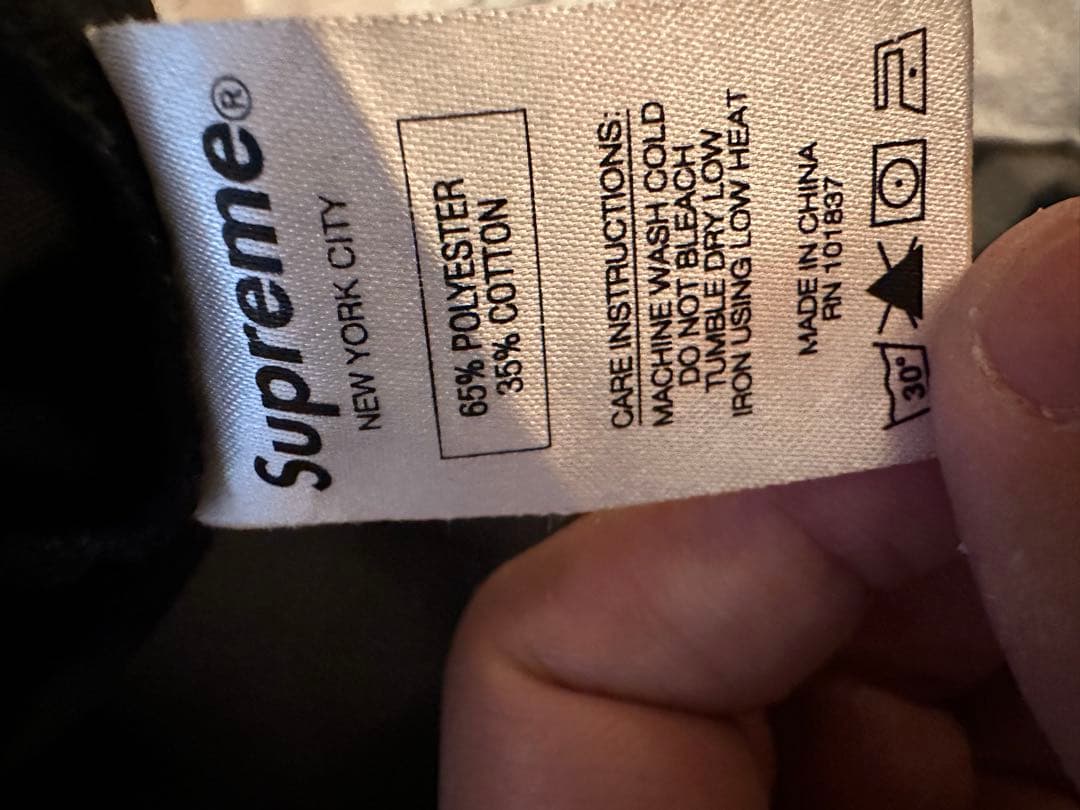 Supreme®
NEW YORK CITY
65% POLYESTER
35% COTTON
CARE INSTRUCTIONS:
MACHINE WASH COLD
DO NOT BLEACH
TUMBLE DRY LOW
IRON USING LOW HEAT
MADE IN CHINA
RN 101837
30°